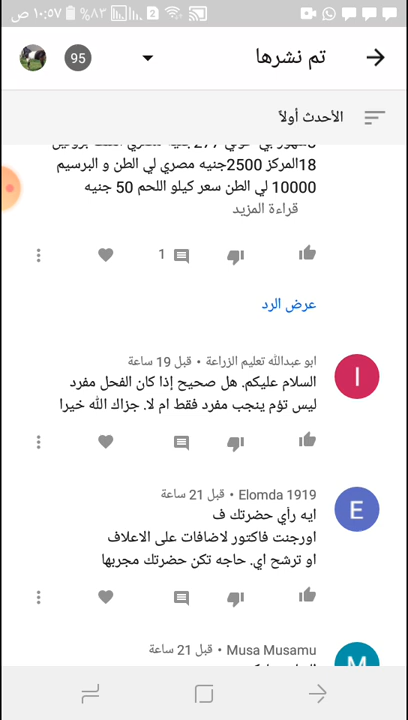 ١٠:٥٧ ص
٨٣%
2
تم نشرها
95
الأحدث أولاً
18المركز 2500جنيه مصري لي الطن و البرسيم
10000 لي الطن سعر كيلو اللحم 50 جنيه
قراءة المزيد
1
عرض الرد
ابو عبدالله تعليم الزراعة • قبل 19 ساعة
السلام عليكم. هل صحيح إذا كان الفحل مفرد
ليس تؤم ينجب مفرد فقط ام لا. جزاك الله خيرا
I
Elomda 1919 • قبل 21 ساعة
ايه رأي حضرتك ف
اورجنت فاكتور لاضافات على الاعلاف
او ترشح اي. حاجه تكن حضرتك مجربها
E
Musa Musamu • قبل 21 ساعة
M